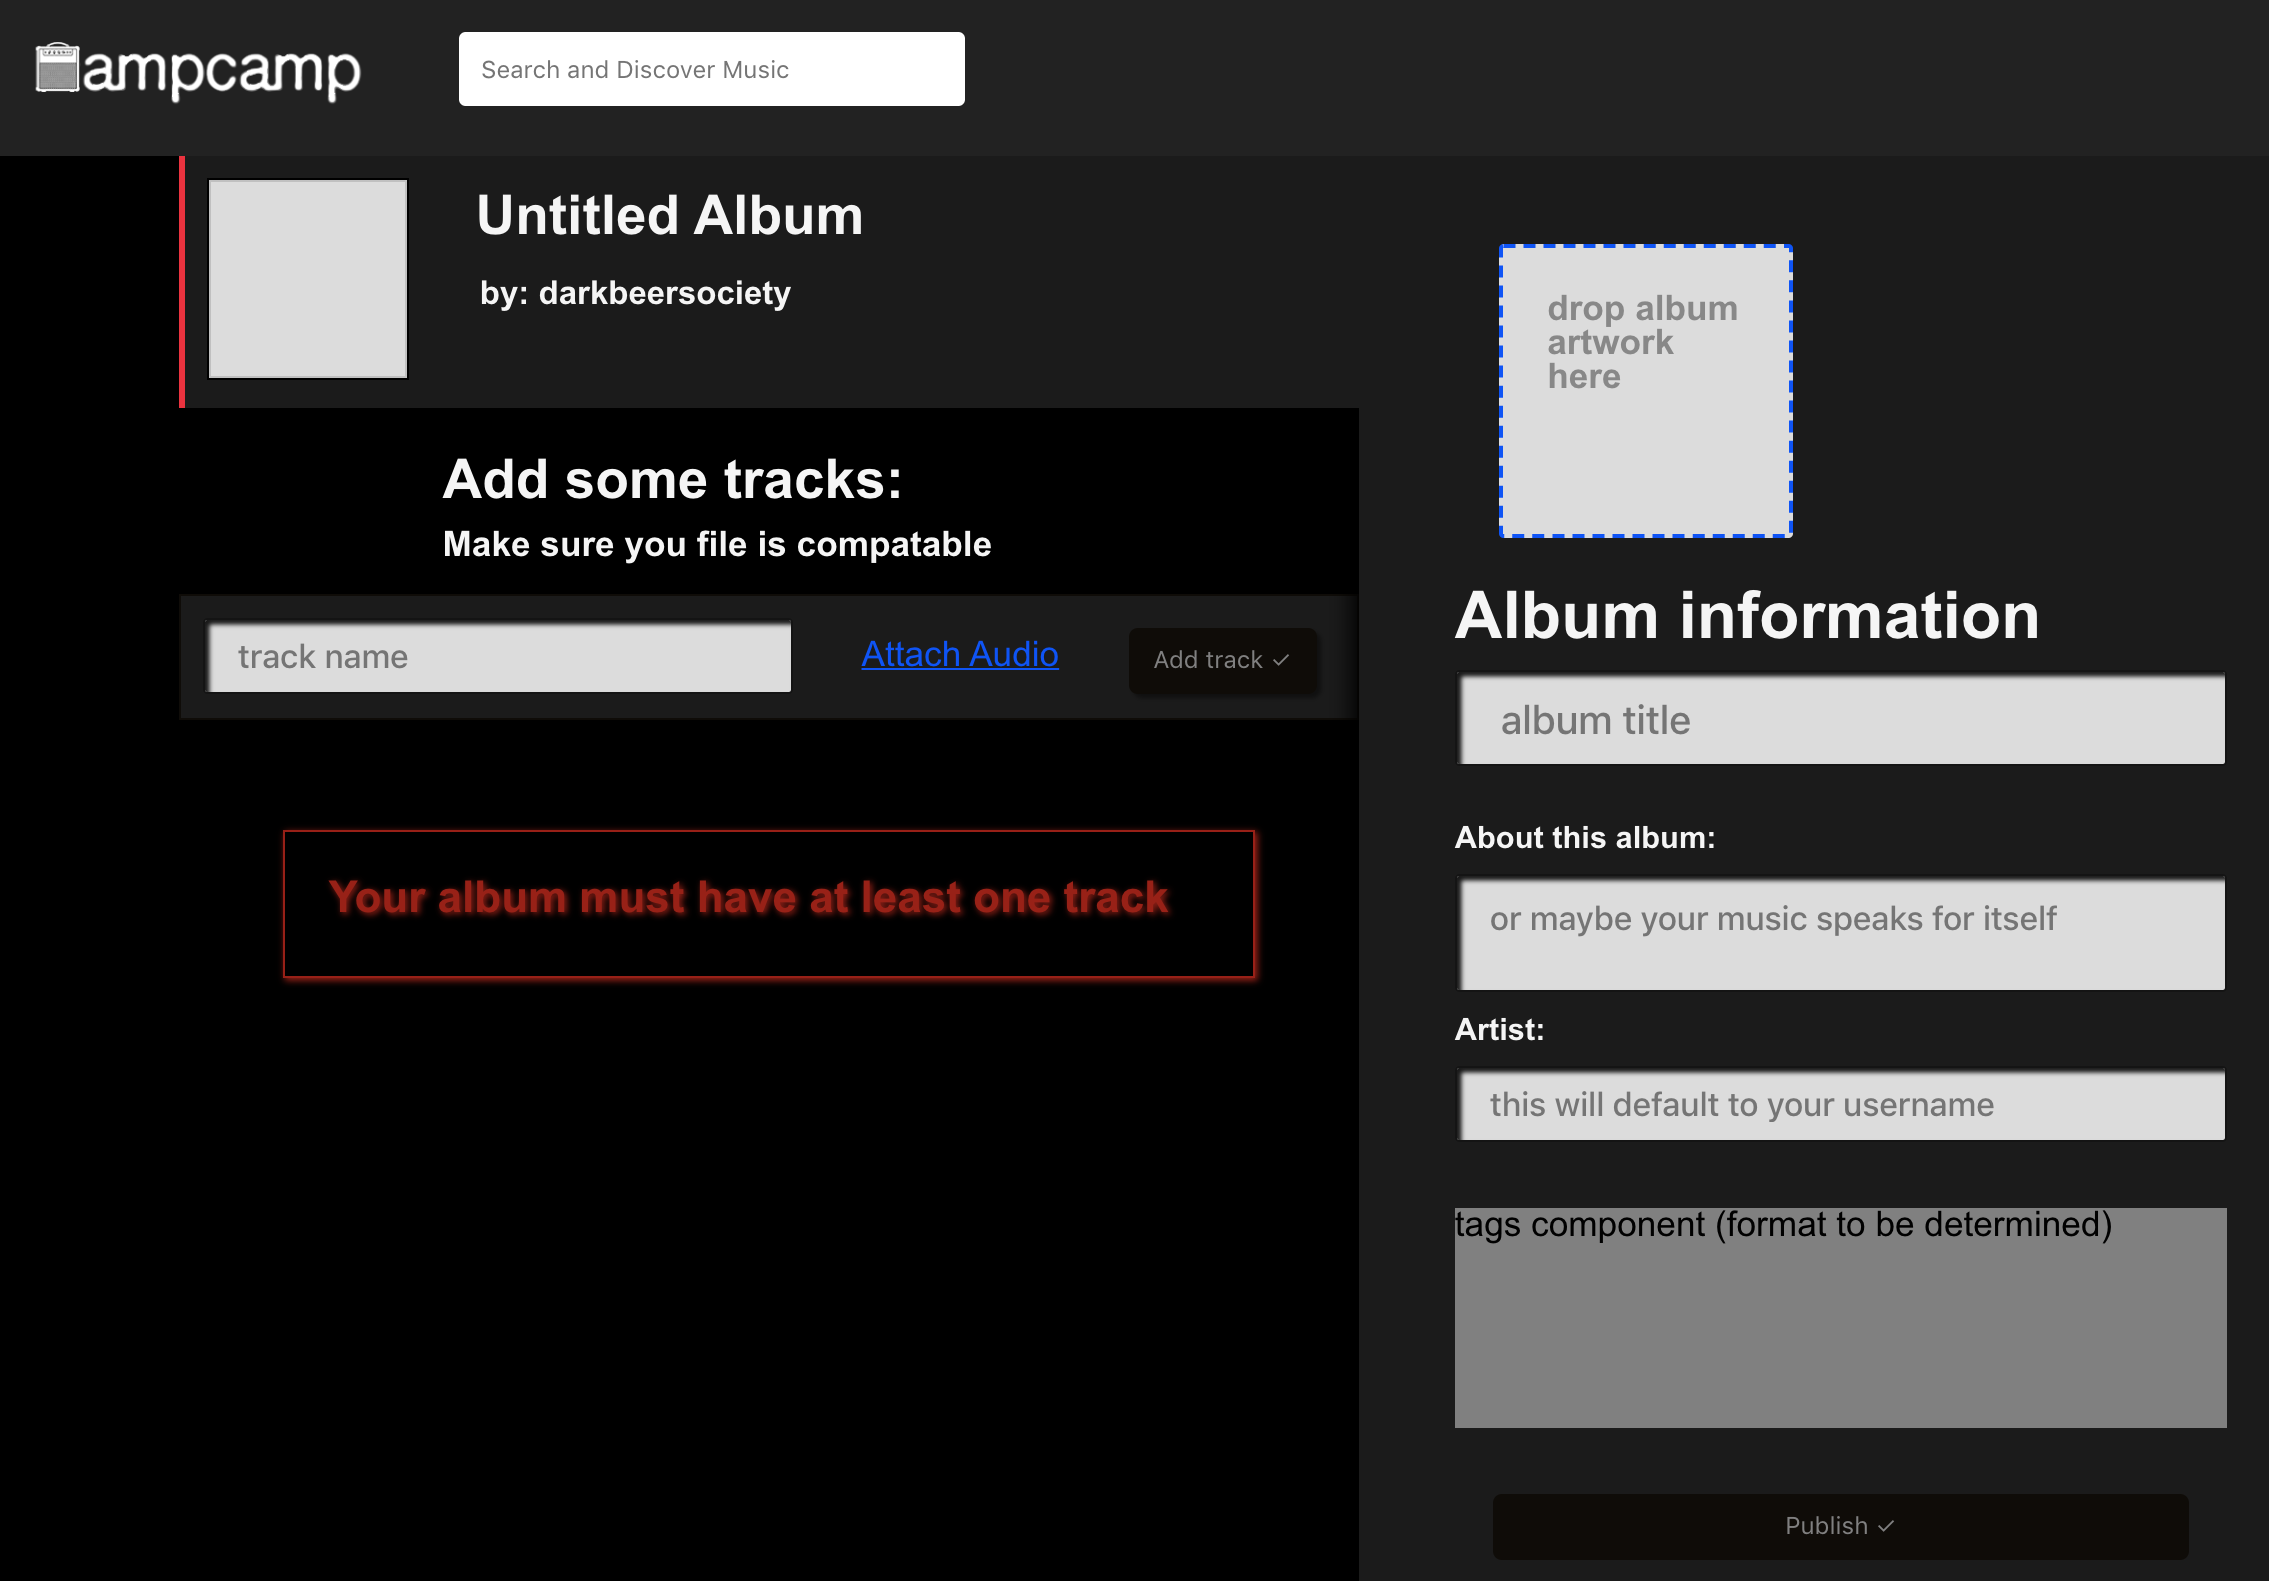 ampcamp
Search and Discover Music
Untitled Album
by: darkbeersociety
Add some tracks:
Make sure you file is compatable
track name
Attach Audio
Add track ✓
Your album must have at least one track
drop album
artwork
here
Album information
album title
About this album:
or maybe your music speaks for itself
Artist:
this will default to your username
tags component (format to be determined)
Publish ✓